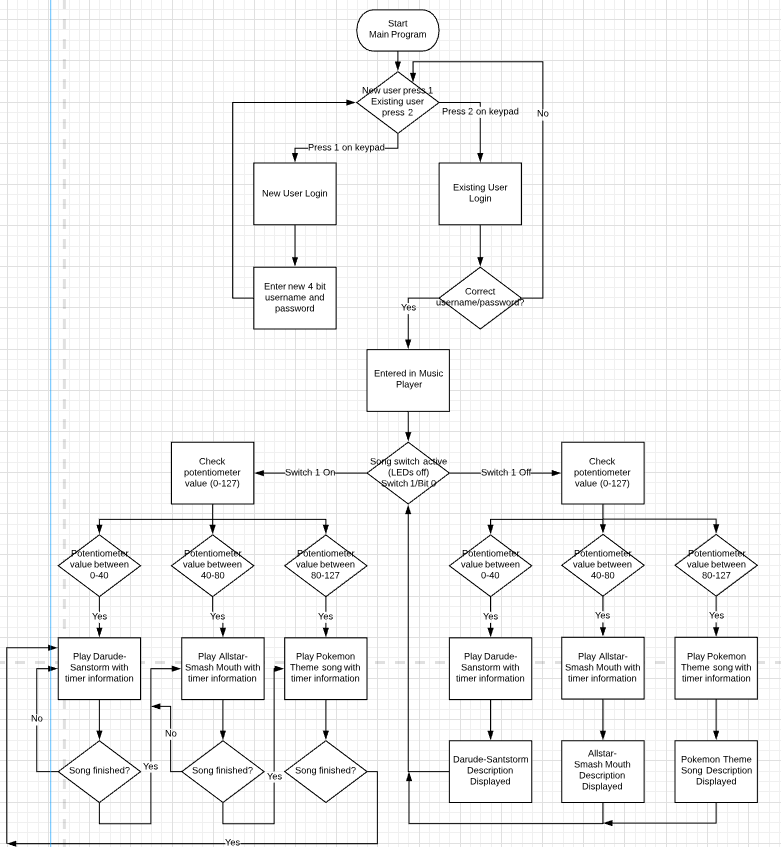 Start
Main Program
New user press 1
Existing user
press 2
Press 2 on keypad
No
Press 1 on keypad
New User Login
Existing User
Login
Enter new 4 bit
username and
password
Correct
username/password?
Yes
Entered in Music
Player
Check
potentiometer
value (0-127)
Switch 1 On
Song switch active
(LEDs off)
Switch 1/Bit 0
Switch 1 Off
Check
potentiometer
value (0-127)
Potentiometer
value between
0-40
Potentiometer
value between
40-80
Potentiometer
value between
80-127
Potentiometer
value between
0-40
Potentiometer
value between
40-80
Potentiometer
value between
80-127
Yes
Yes
Yes
Yes
Yes
Yes
Play Darude-
Sanstorm with
timer information
Play Allstar-
Smash Mouth with
timer information
Play Pokemon
Theme song with
timer information
Play Darude-
Sanstorm with
timer information
Play Allstar-
Smash Mouth with
timer information
Play Pokemon
Theme song with
timer information
No
No
Song finished?
Yes
Song finished?
Yes
Song finished?
Darude-Santstorm
Description
Displayed
Allstar-
Smash Mouth
Description
Displayed
Pokemon Theme
Song Description
Displayed
Yes